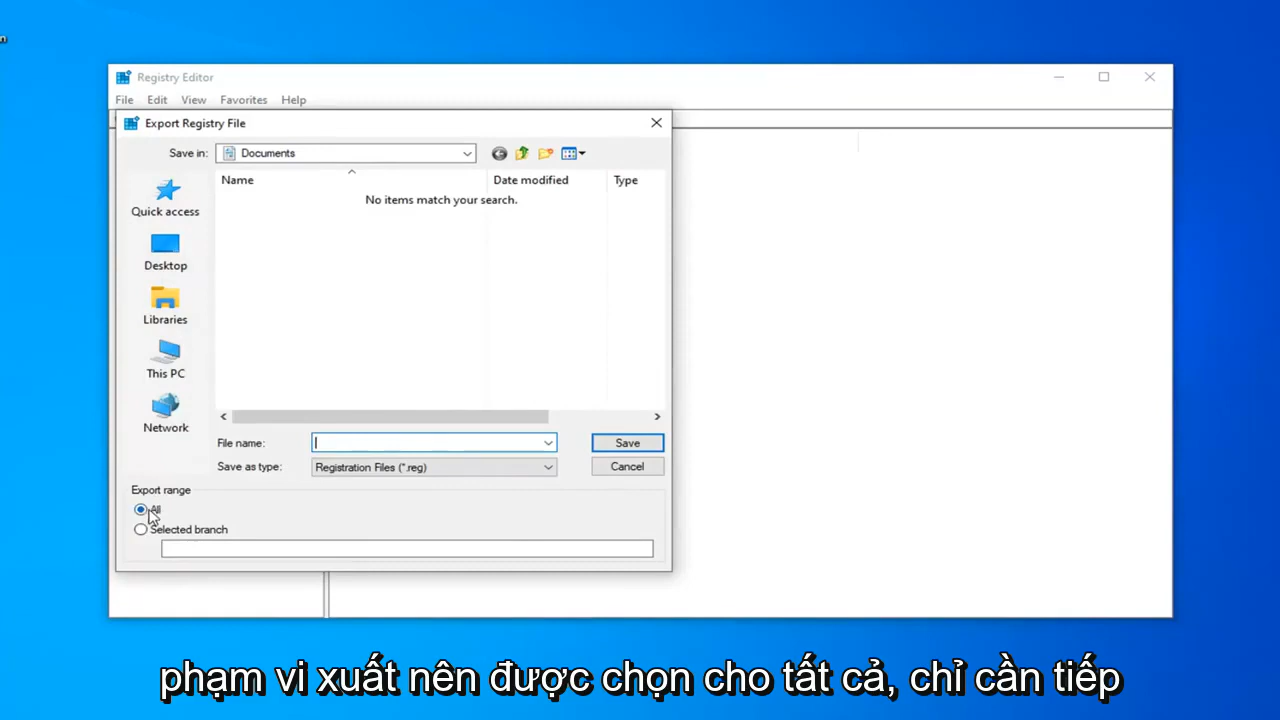 Registry Editor
File Edit View Favorites Help
Export Registry File
Save in: Documents
Name Date modified Type
No items match your search.
Quick access
Desktop
Libraries
This PC
Network
File name: Save
Save as type: Registration Files (*.reg) Cancel
Export range
All
Selected branch
phạm vi xuất nên được chọn cho tất cả, chỉ cần tiếp